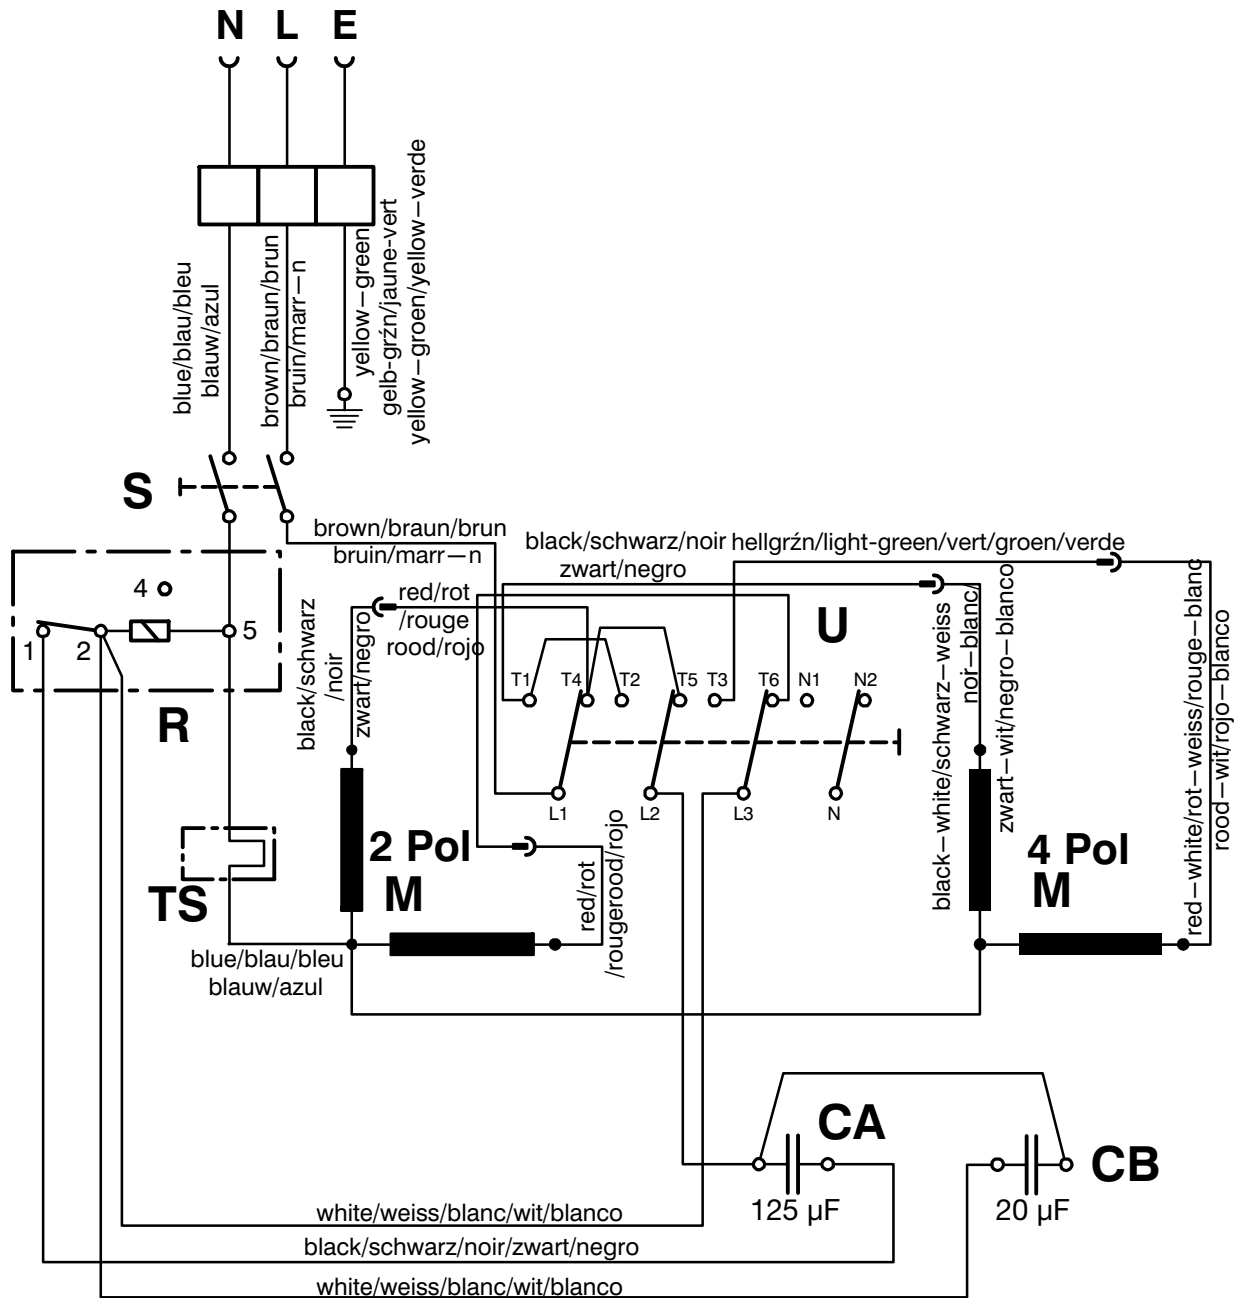 N L E
blue/blau/bleu
blauw/azul
brown/braun/brun
bruin/marr—n
yellow—green
gelb-grźn/jaune-vert
yellow—groen/yellow—verde
S
brown/braun/brun
bruin/marr—n
black/schwarz/noir
zwart/negro
hellgrźn/light-green/vert/groen/verde
4
1
2
5
R
black/schwarz
/noir
zwart/negro
red/rot
/rouge
rood/rojo
U
T1 T4 T2 T5 T3 T6 N1 N2
L1 L2 L3 N
black—white/schwarz—weiss
noir—blanc/
zwart—wit/negro—blanco
red—white/rot—weiss/rouge—blanc
rood—wit/rojo—blanco
TS
2 Pol
M
red/rot
/rougerood/rojo
4 Pol
M
blue/blau/bleu
blauw/azul
CA
125 µF
CB
20 µF
white/weiss/blanc/wit/blanco
black/schwarz/noir/zwart/negro
white/weiss/blanc/wit/blanco